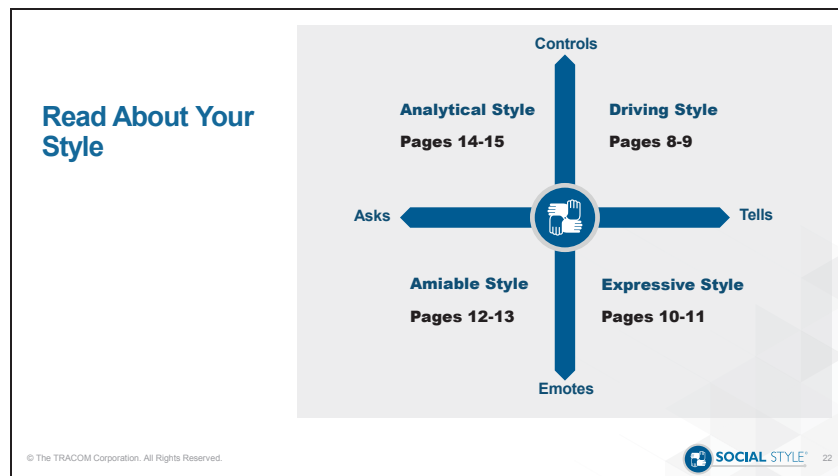 Read About Your
Style
Controls
Analytical Style
Pages 14-15
Driving Style
Pages 8-9
Asks
Tells
Amiable Style
Pages 12-13
Expressive Style
Pages 10-11
Emotes
© The TRACOM Corporation. All Rights Reserved.
SOCIAL STYLE®
22